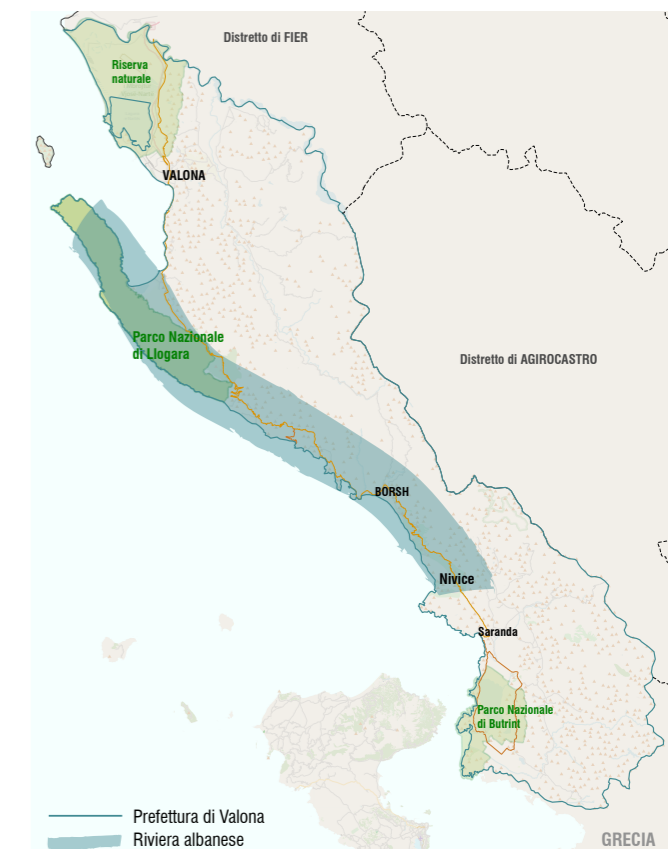 Distretto di FIER
Riserva
naturale
VALONA
Parco Nazionale
di Llogara
Distretto di AGIROCASTRO
BORSH
Nivice
Saranda
Parco Nazionale
di Butrint
Prefettura di Valona
Riviera albanese
GRECIA